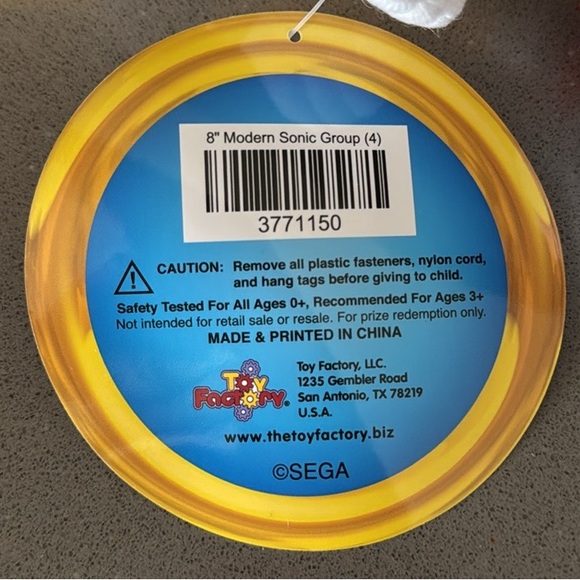 8" Modern Sonic Group (4)
3771150
CAUTION: Remove all plastic fasteners, nylon cord,
and hang tags before giving to child.
Safety Tested For All Ages 0+, Recommended For Ages 3+
Not intended for retail sale or resale. For prize redemption only.
MADE & PRINTED IN CHINA
Toy Factory®
Toy Factory, LLC.
1235 Gembler Road
San Antonio, TX 78219
U.S.A.
www.thetoyfactory.biz
©SEGA